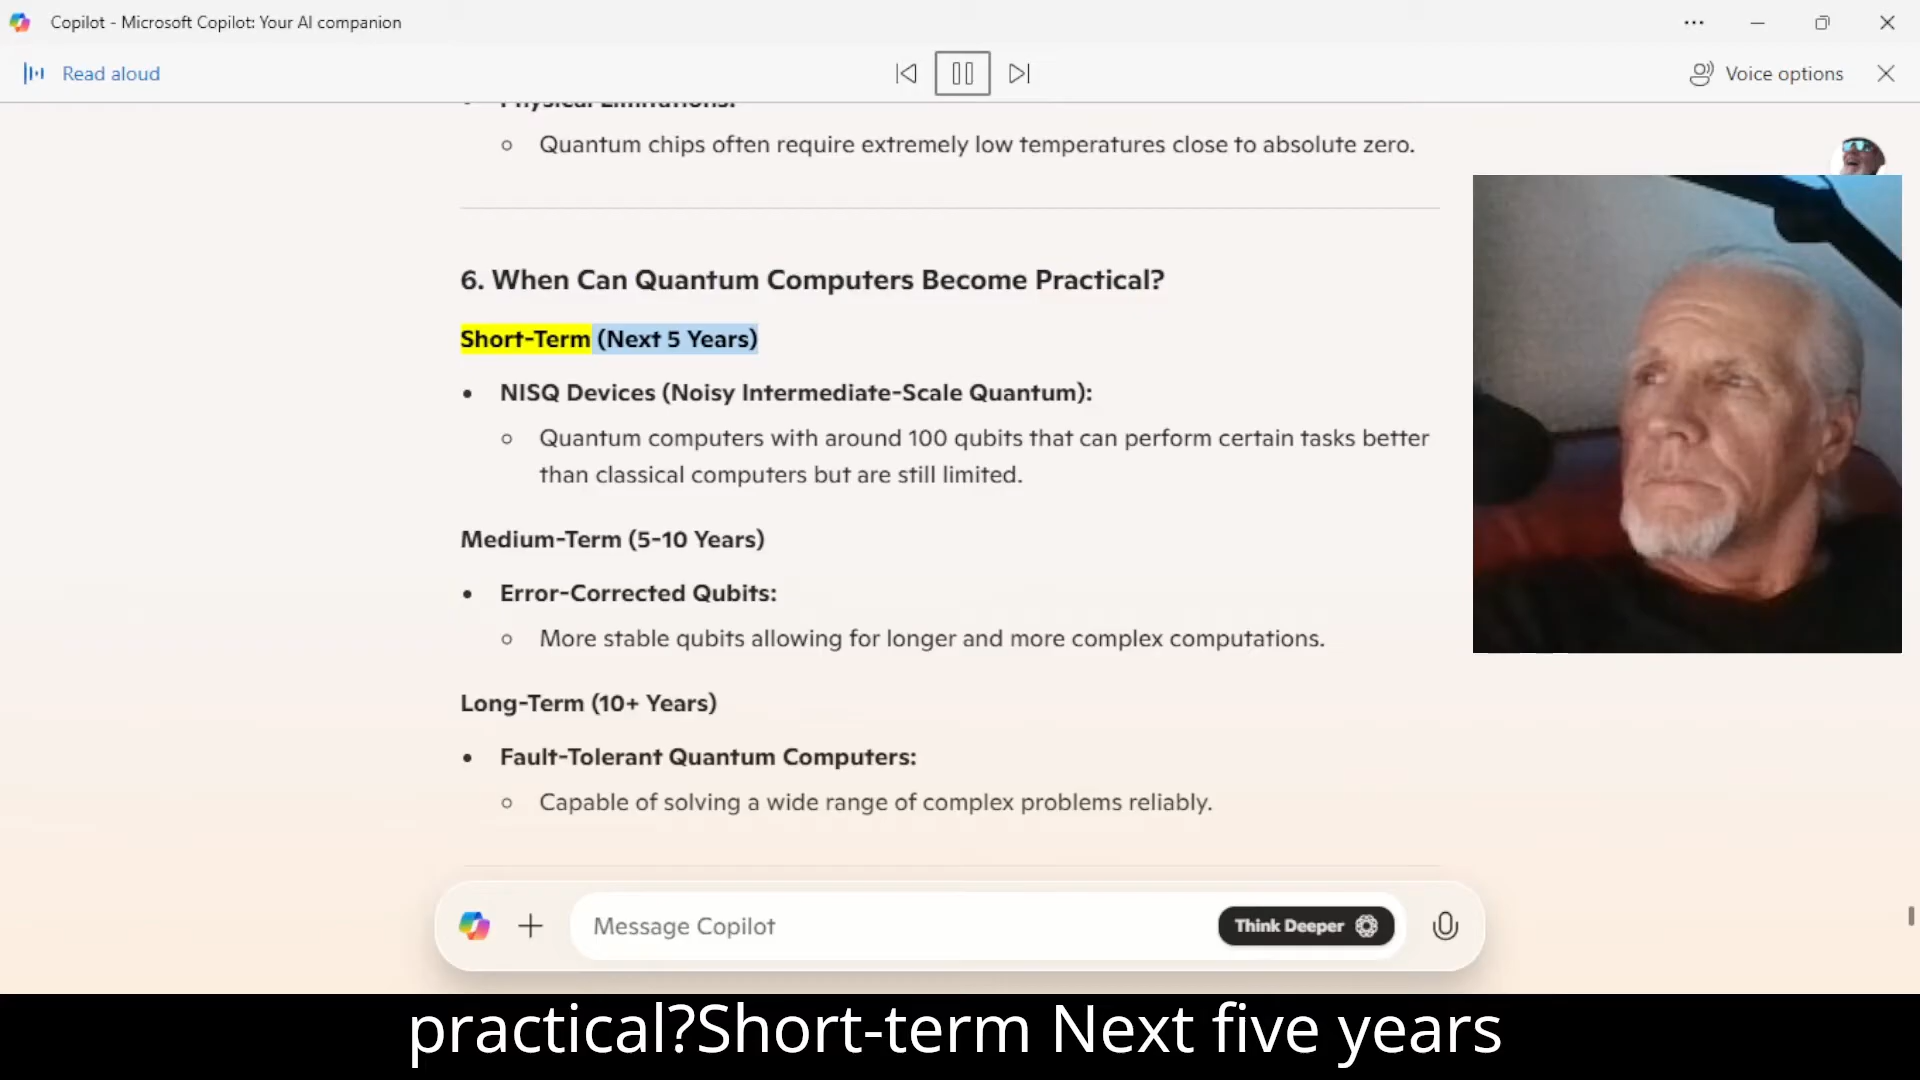 Copilot - Microsoft Copilot: Your AI companion
Read aloud
Voice options
Physical Limitations:
Quantum chips often require extremely low temperatures close to absolute zero.
6. When Can Quantum Computers Become Practical?
Short-Term (Next 5 Years)
NISQ Devices (Noisy Intermediate-Scale Quantum):
Quantum computers with around 100 qubits that can perform certain tasks better
than classical computers but are still limited.
Medium-Term (5-10 Years)
Error-Corrected Qubits:
More stable qubits allowing for longer and more complex computations.
Long-Term (10+ Years)
Fault-Tolerant Quantum Computers:
Capable of solving a wide range of complex problems reliably.
Message Copilot
Think Deeper
practical?Short-term Next five years